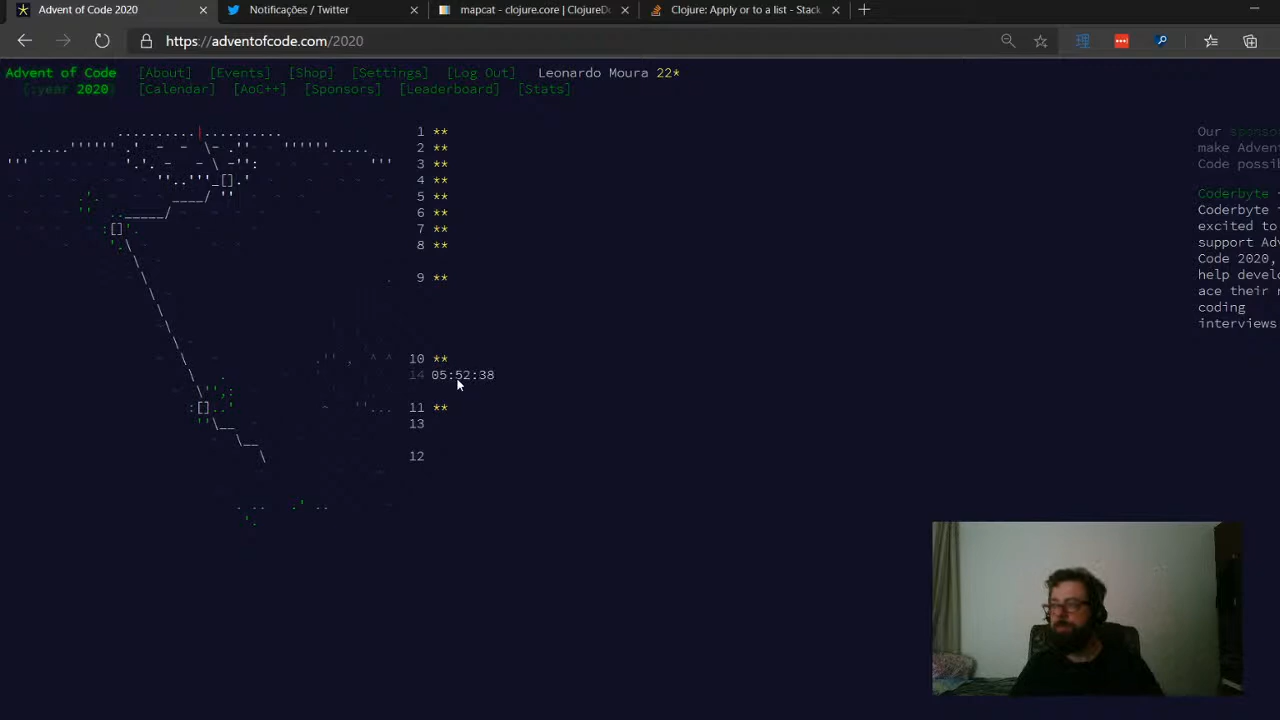 Advent of Code 2020
Notificações / Twitter
mapcat - clojure.core | ClojureDo
Clojure: Apply or to a list - Stack
https://adventofcode.com/2020
Advent of Code [About] [Events] [Shop] [Settings] [Log Out] Leonardo Moura 22*
{:year 2020} [Calendar] [AoC++] [Sponsors] [Leaderboard] [Stats]
1 **
2 **
3 **
4 **
5 **
6 **
7 **
8 **
9 **
10 **
14 05:52:38
11 **
13
12
Our sponsors
make Advent
Code possib
Coderbyte -
Coderbyte i
excited to
support Adv
Code 2020,
help develo
ace their r
coding
interviews